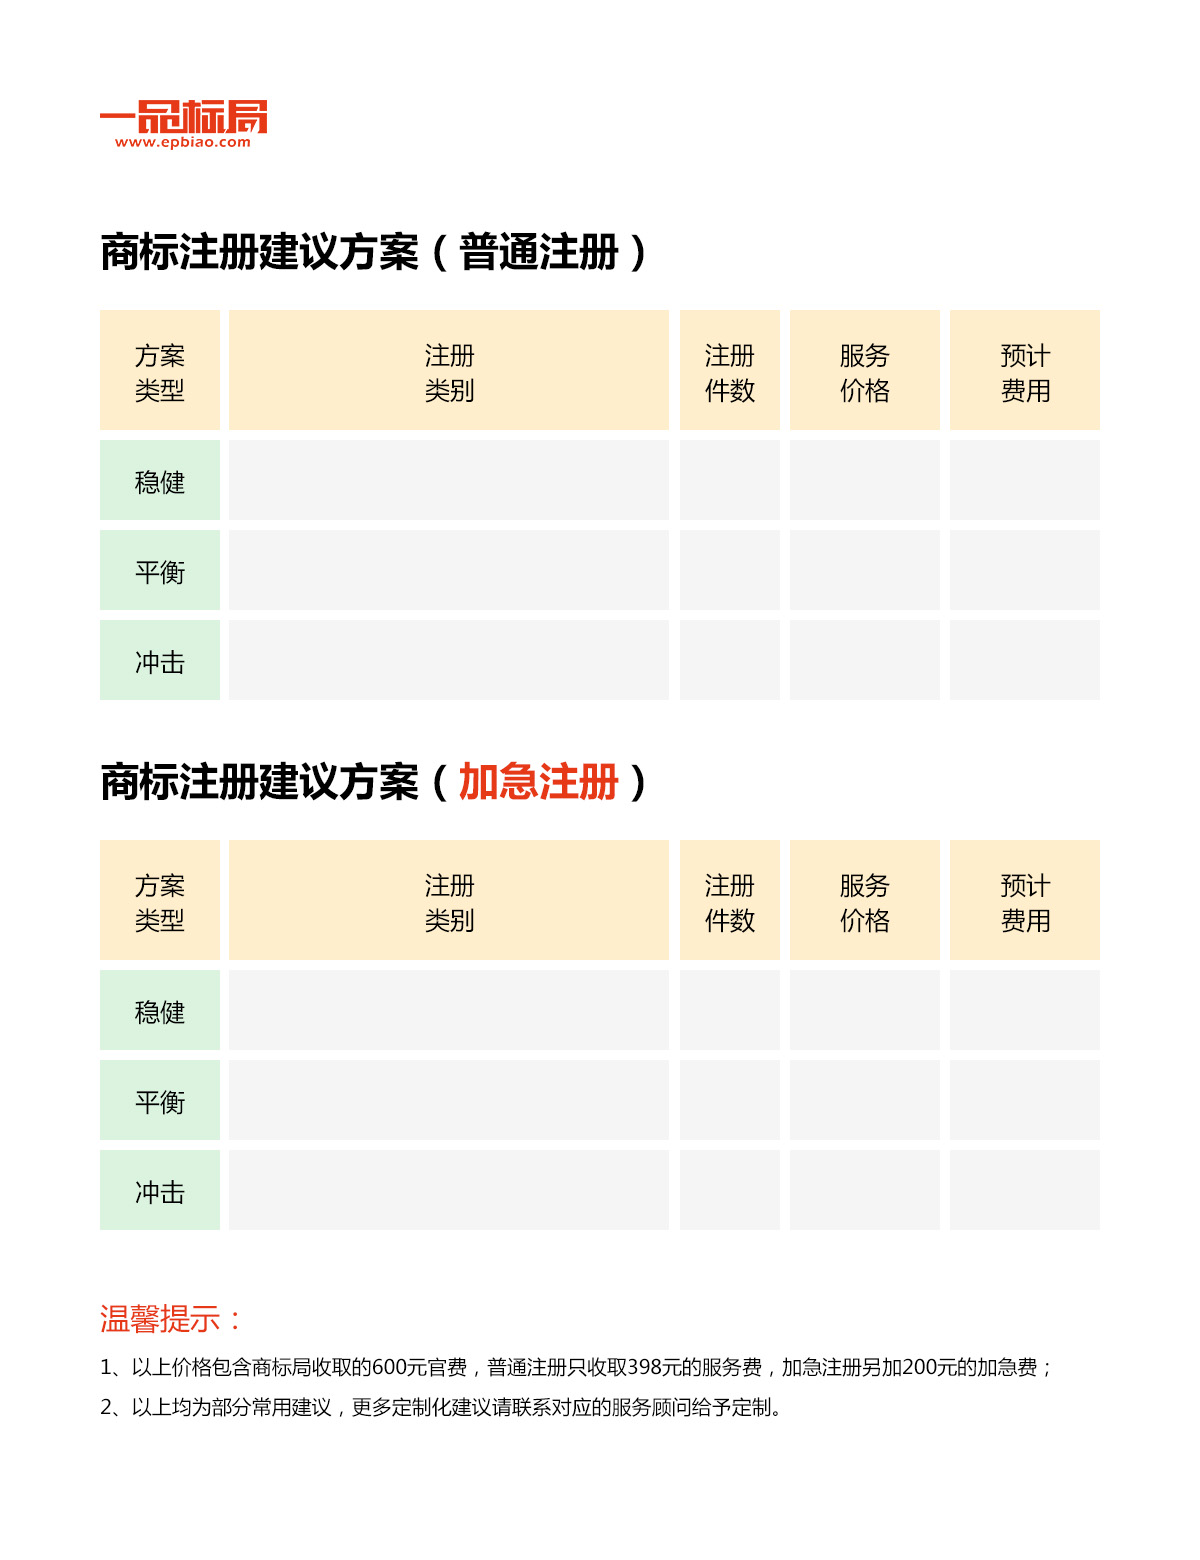 一品标局
www.epbiao.com
商标注册建议方案（普通注册）
方案 注册 注册 服务 预计
类型 类别 件数 价格 费用
稳健
平衡
冲击
商标注册建议方案（加急注册）
方案 注册 注册 服务 预计
类型 类别 件数 价格 费用
稳健
平衡
冲击
温馨提示：
1、以上价格包含商标局收取的600元官费，普通注册只收取398元的服务费，加急注册另加200元的加急费；
2、以上均为部分常用建议，更多定制化建议请联系对应的服务顾问给予定制。